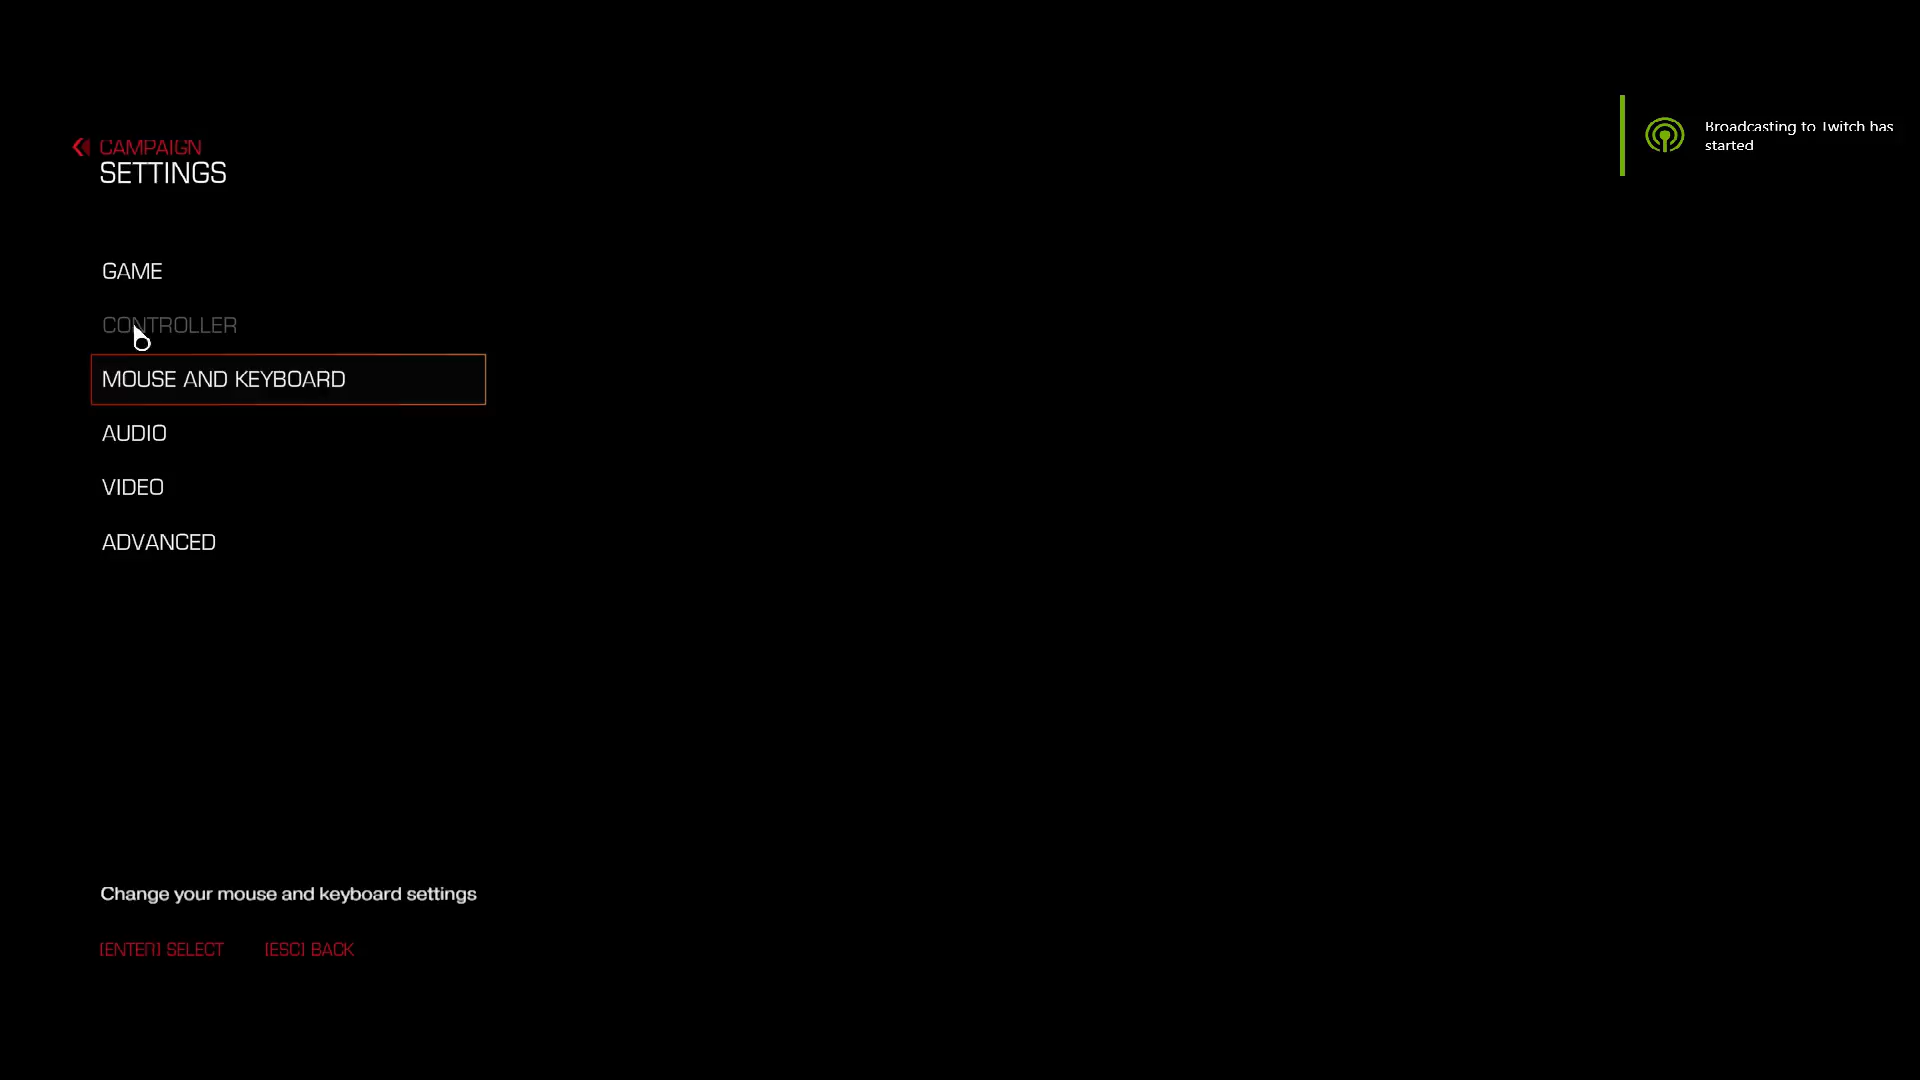 CAMPAIGN
SETTINGS
Broadcasting to Twitch has
started
GAME
CONTROLLER
MOUSE AND KEYBOARD
AUDIO
VIDEO
ADVANCED
Change your mouse and keyboard settings
[ENTER] SELECT [ESC] BACK